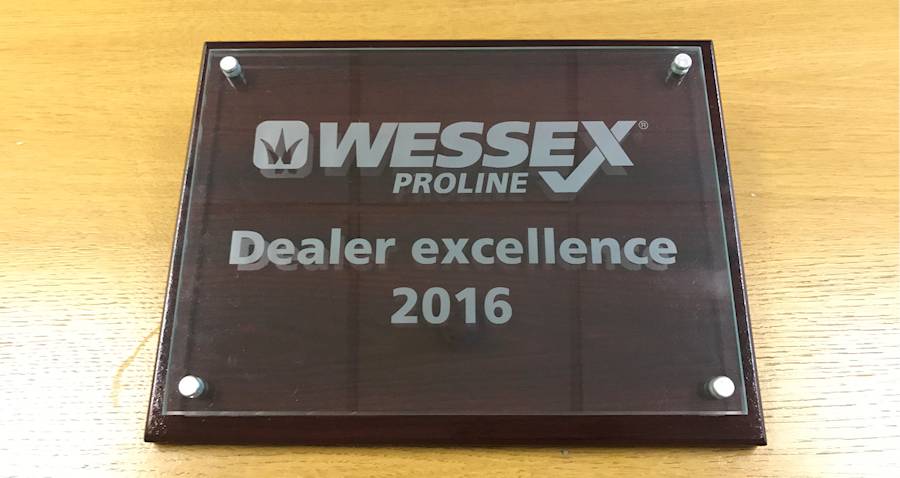 WESSEX®
PROLINE
Dealer excellence
2016